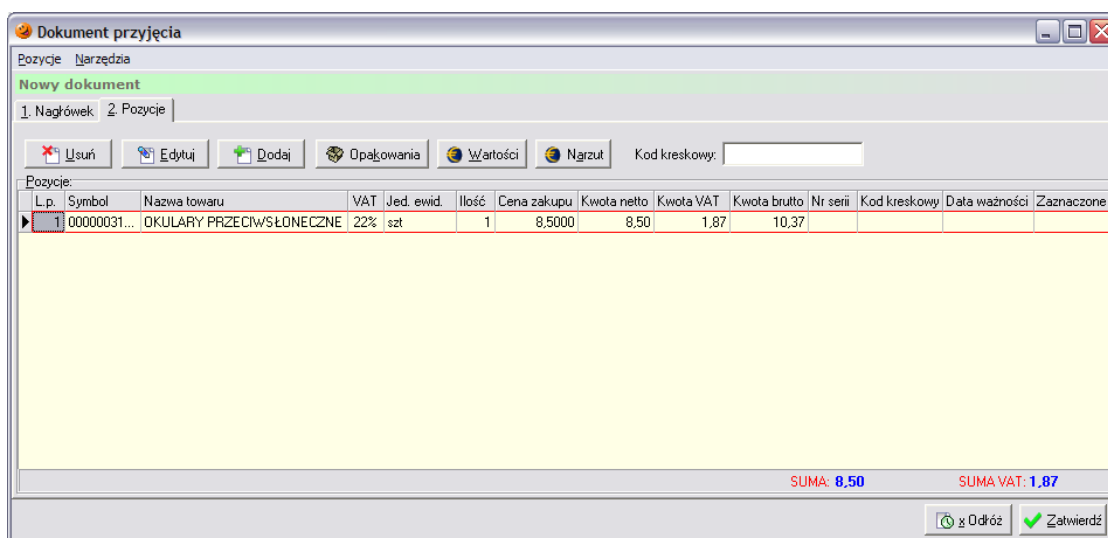 Dokument przyjęcia
Pozycje Narzędzia
Nowy dokument
1. Nagłówek 2. Pozycje
Usuń Edytuj Dodaj Opakowania Wartości Narzut Kod kreskowy:
Pozycje:
L.p. Symbol Nazwa towaru VAT Jed. ewid. Ilość Cena zakupu Kwota netto Kwota VAT Kwota brutto Nr serii Kod kreskowy Data ważności Zaznaczone
1 00000031... OKULARY PRZECIWSŁONECZNE 22% szt 1 8,5000 8,50 1,87 10,37
SUMA: 8,50 SUMA VAT: 1,87
x Odłóż Zatwierdź